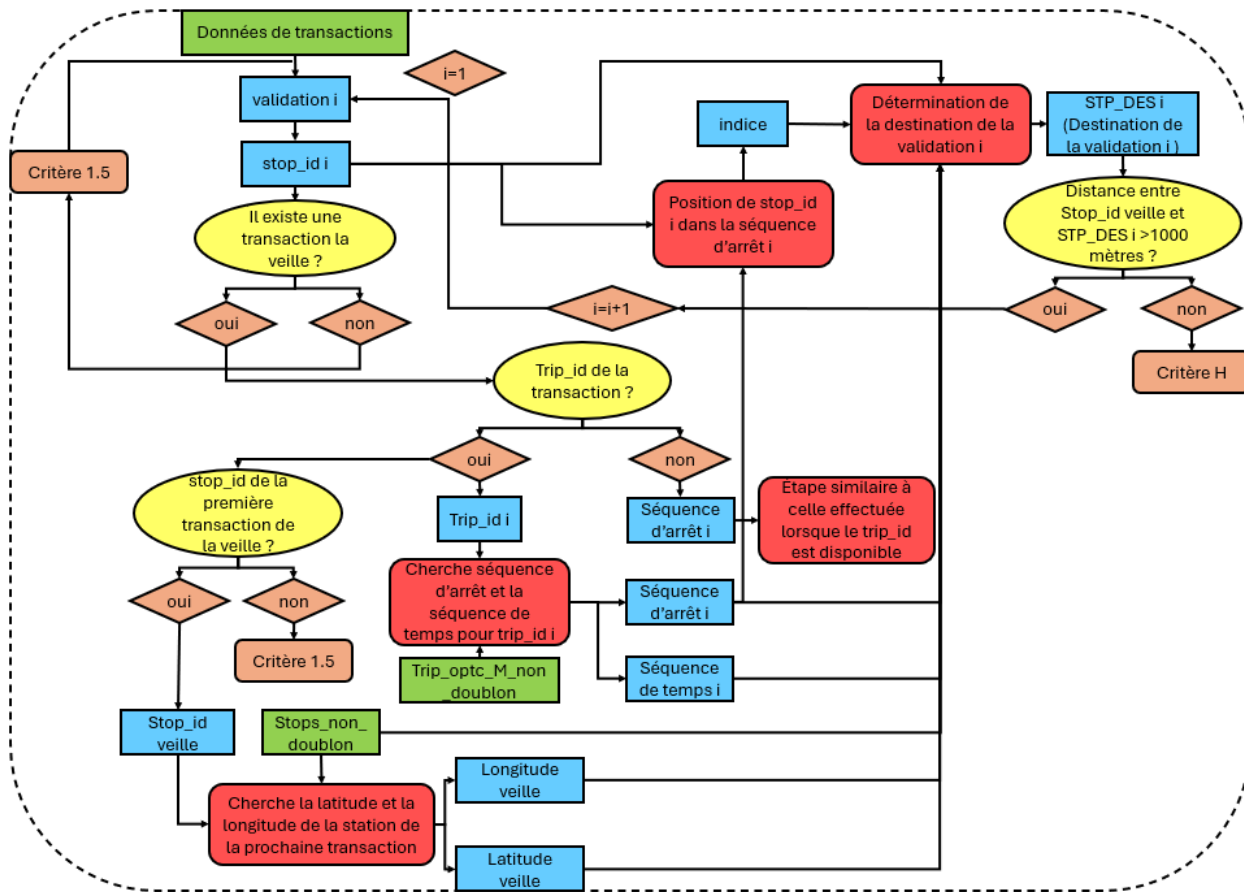 Données de transactions
i=1
validation i
stop_id i
Critère 1.5
Il existe une
transaction la
veille ?
oui
non
indice
Position de stop_id
i dans la séquence
d'arrêt i
Détermination de
la destination de la
validation i
STP_DES i
(Destination de
la validation i )
Distance entre
Stop_id veille et
STP_DES i >1000
mètres ?
oui
non
Critère H
i=i+1
Trip_id de la
transaction ?
oui
non
stop_id de la
première
transaction de
la veille ?
oui
non
Critère 1.5
Trip_id i
Cherche séquence
d'arrêt et la
séquence de
temps pour trip_id i
Trip_optc_M_non
_doublon
Séquence
d'arrêt i
Étape similaire à
celle effectuée
lorsque le trip_id
est disponible
Séquence
d'arrêt i
Séquence
de temps i
Stop_id
veille
Stops_non_
doublon
Cherche la latitude et la
longitude de la station de
la prochaine transaction
Longitude
veille
Latitude
veille